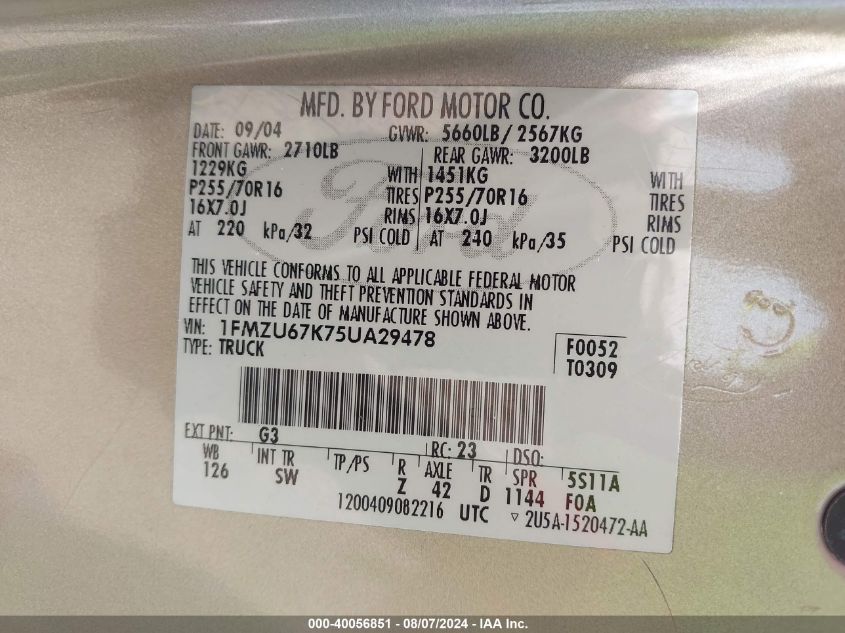 MFD. BY FORD MOTOR CO.
DATE: 09/04 GVWR: 5660LB/ 2567KG
FRONT GAWR: 2710LB REAR GAWR: 3200LB
1229KG WITH 1451KG WITH
P255/70R16 TIRES P255/70R16 TIRES
16X7.0J RIMS 16X7.0J RIMS
AT 220 kPa/32 PSI COLD AT 240 kPa/35 PSI COLD
Ford
THIS VEHICLE CONFORMS TO ALL APPLICABLE FEDERAL MOTOR
VEHICLE SAFETY AND THEFT PREVENTION STANDARDS IN
EFFECT ON THE DATE OF MANUFACTURE SHOWN ABOVE.
VIN: 1FMZU67K75UA29478
TYPE: TRUCK
F0052
T0309
EXT PNT: G3 RC: 23 DSO:
WB INT TR TP/PS R AXLE TR SPR 5S11A
126 SW Z 42 D 1144 F0A
1200409082216 UTC ▿ 2U5A-1520472-AA
000-40056851 - 08/07/2024 - IAA Inc.